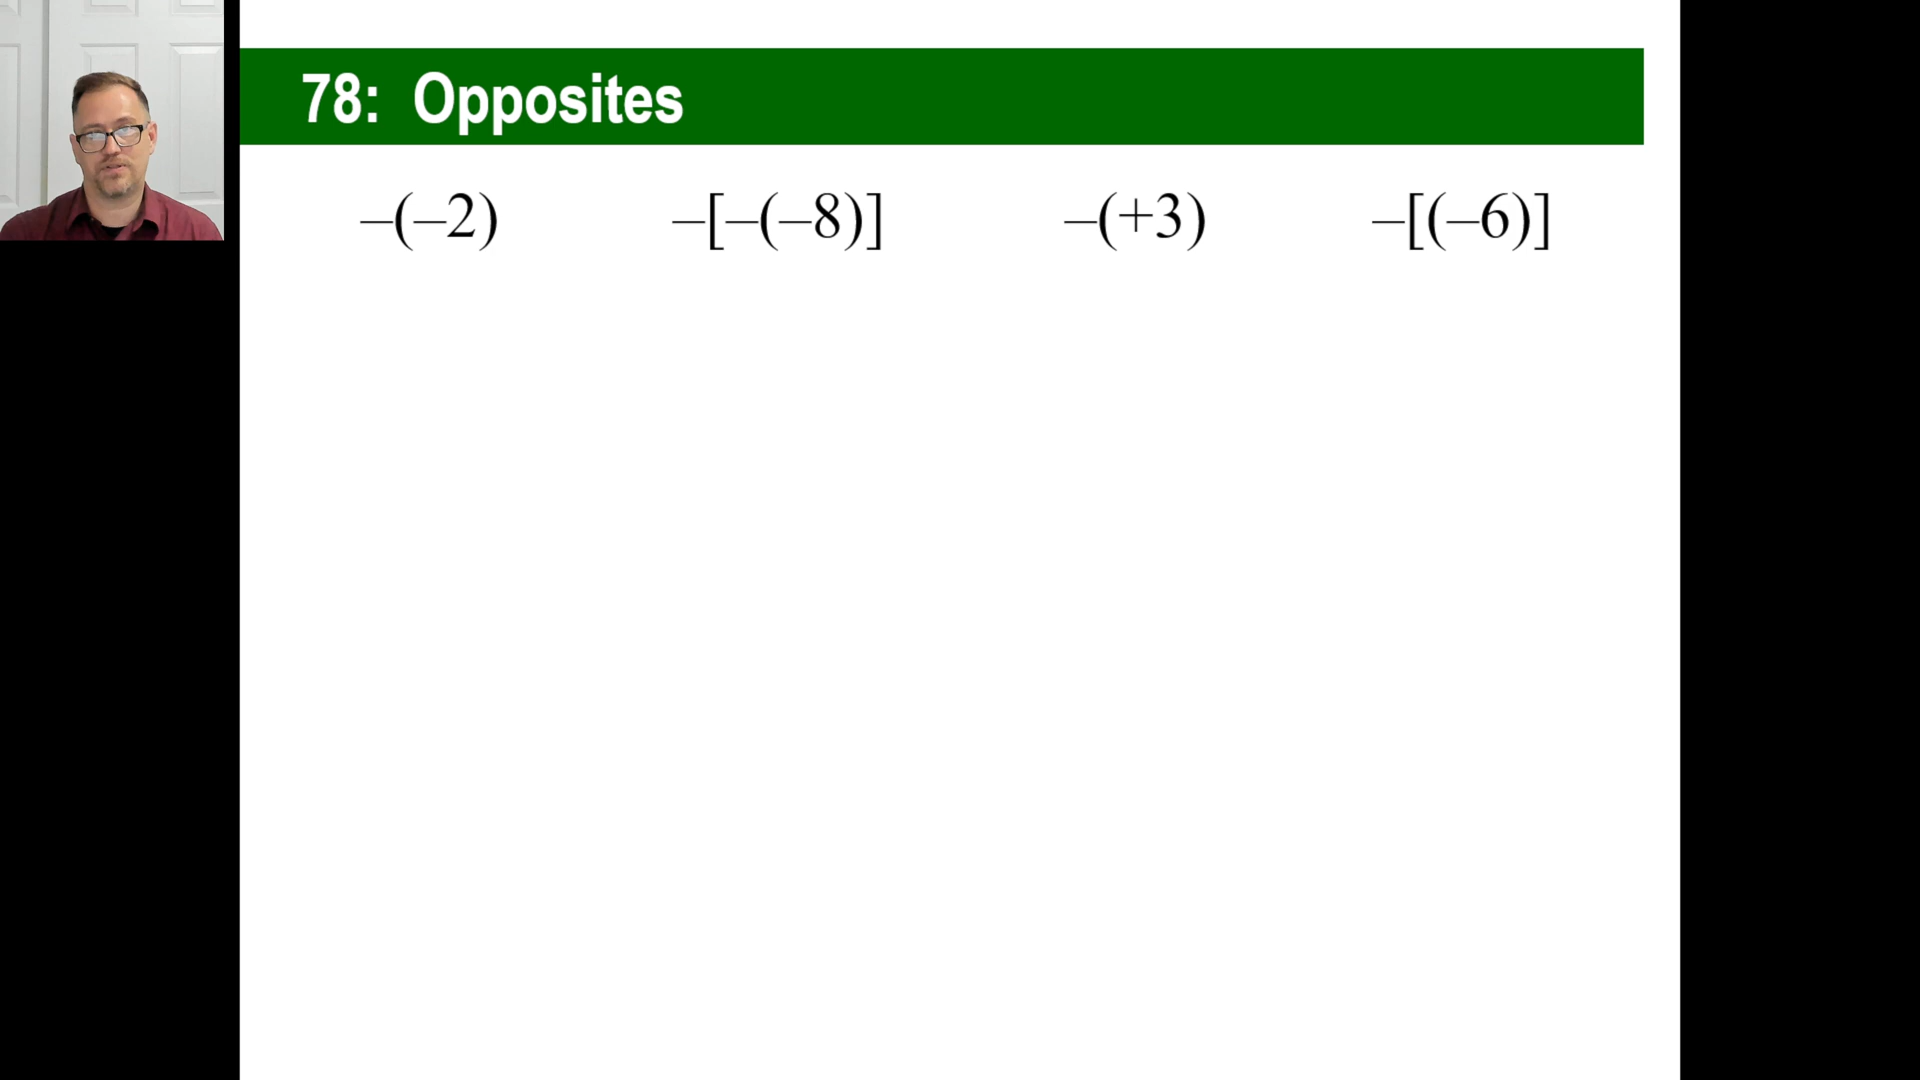 78: Opposites
–(–2) –[–(–8)] –(+3) –[(–6)]